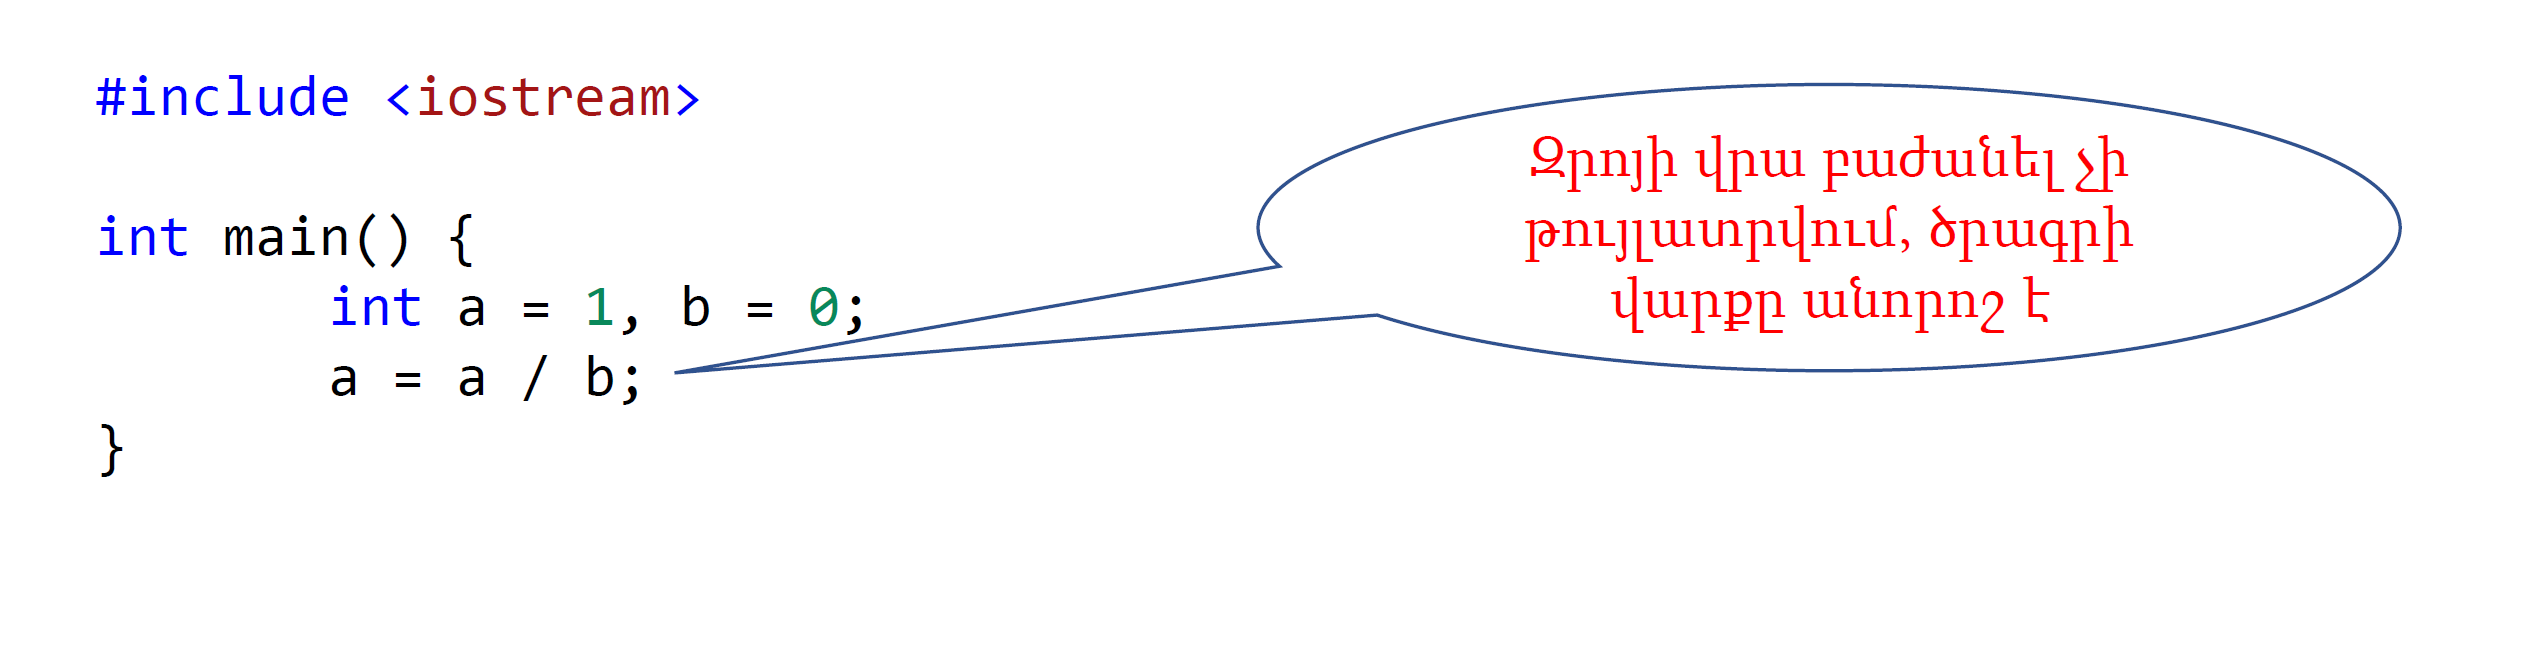 #include <iostream>
int main() {
int a = 1, b = 0;
a = a / b;
}
Զրոյի վրա բաժանել չի
թույլատրվում, ծրագրի
վարքը անորոշ է